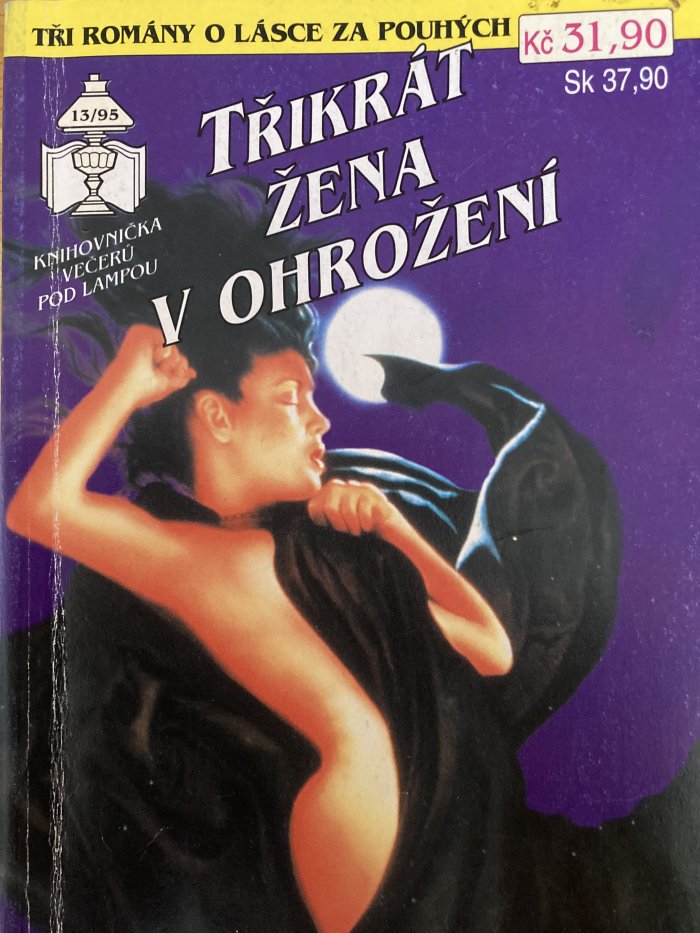 TŘI ROMÁNY O LÁSCE ZA POUHÝCH
Kč 31,90
Sk 37,90
13/95
KNIHOVNIČKA
VEČERŮ
POD LAMPOU
TŘIKRÁT
ŽENA
V OHROŽENÍ